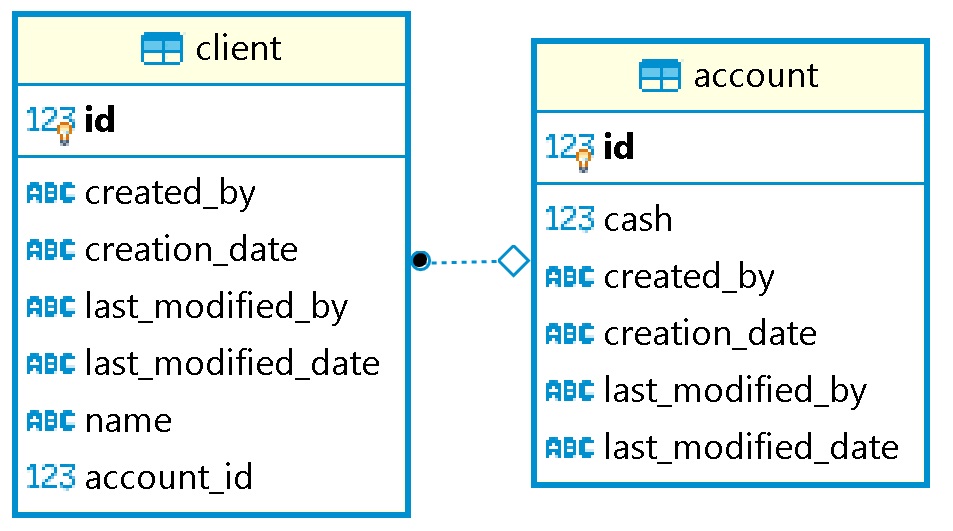 client
123 id
ABC created_by
ABC creation_date
ABC last_modified_by
ABC last_modified_date
ABC name
123 account_id
account
123 id
123 cash
ABC created_by
ABC creation_date
ABC last_modified_by
ABC last_modified_date